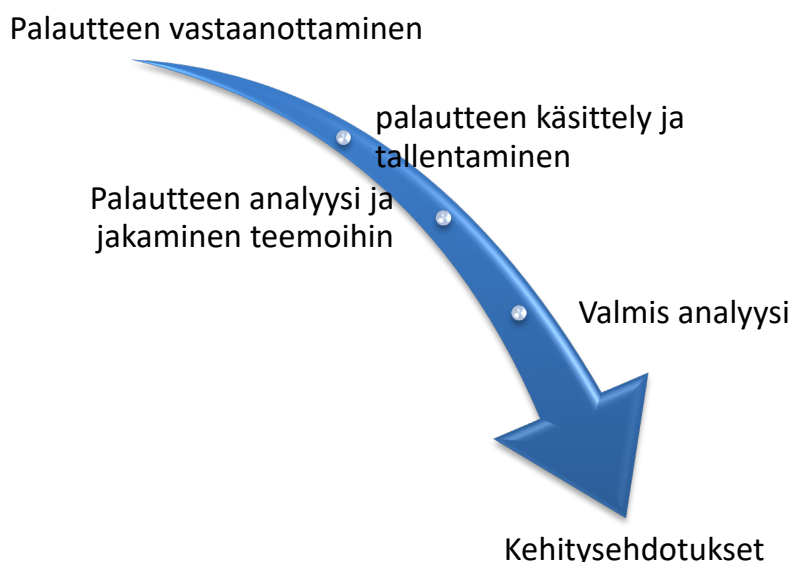 Palautteen vastaanottaminen
palautteen käsittely ja
tallentaminen
Palautteen analyysi ja
jakaminen teemoihin
Valmis analyysi
Kehitysehdotukset